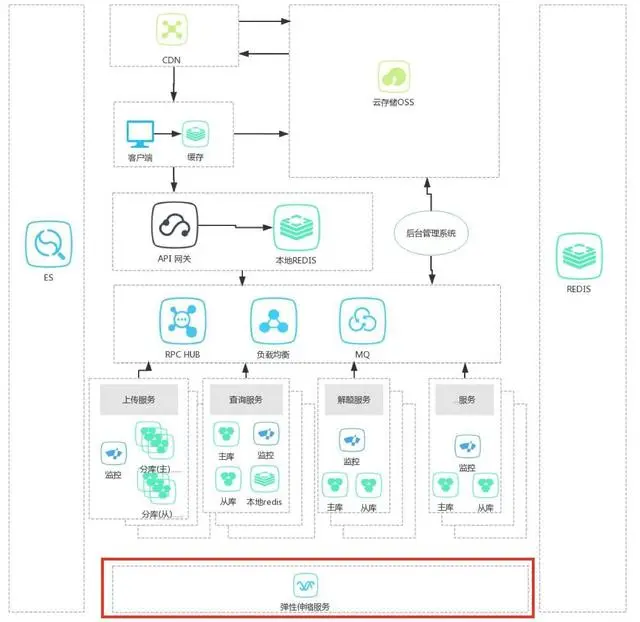 CDN
云存储OSS
客户端
缓存
API 网关
本地REDIS
后台管理系统
ES
REDIS
RPC HUB
负载均衡
MQ
上传服务
查询服务
解题服务
...服务
监控
分库(主)......
分库(从)......
主库
监控
从库
本地redis
监控
主库
从库
监控
主库
从库
弹性伸缩服务